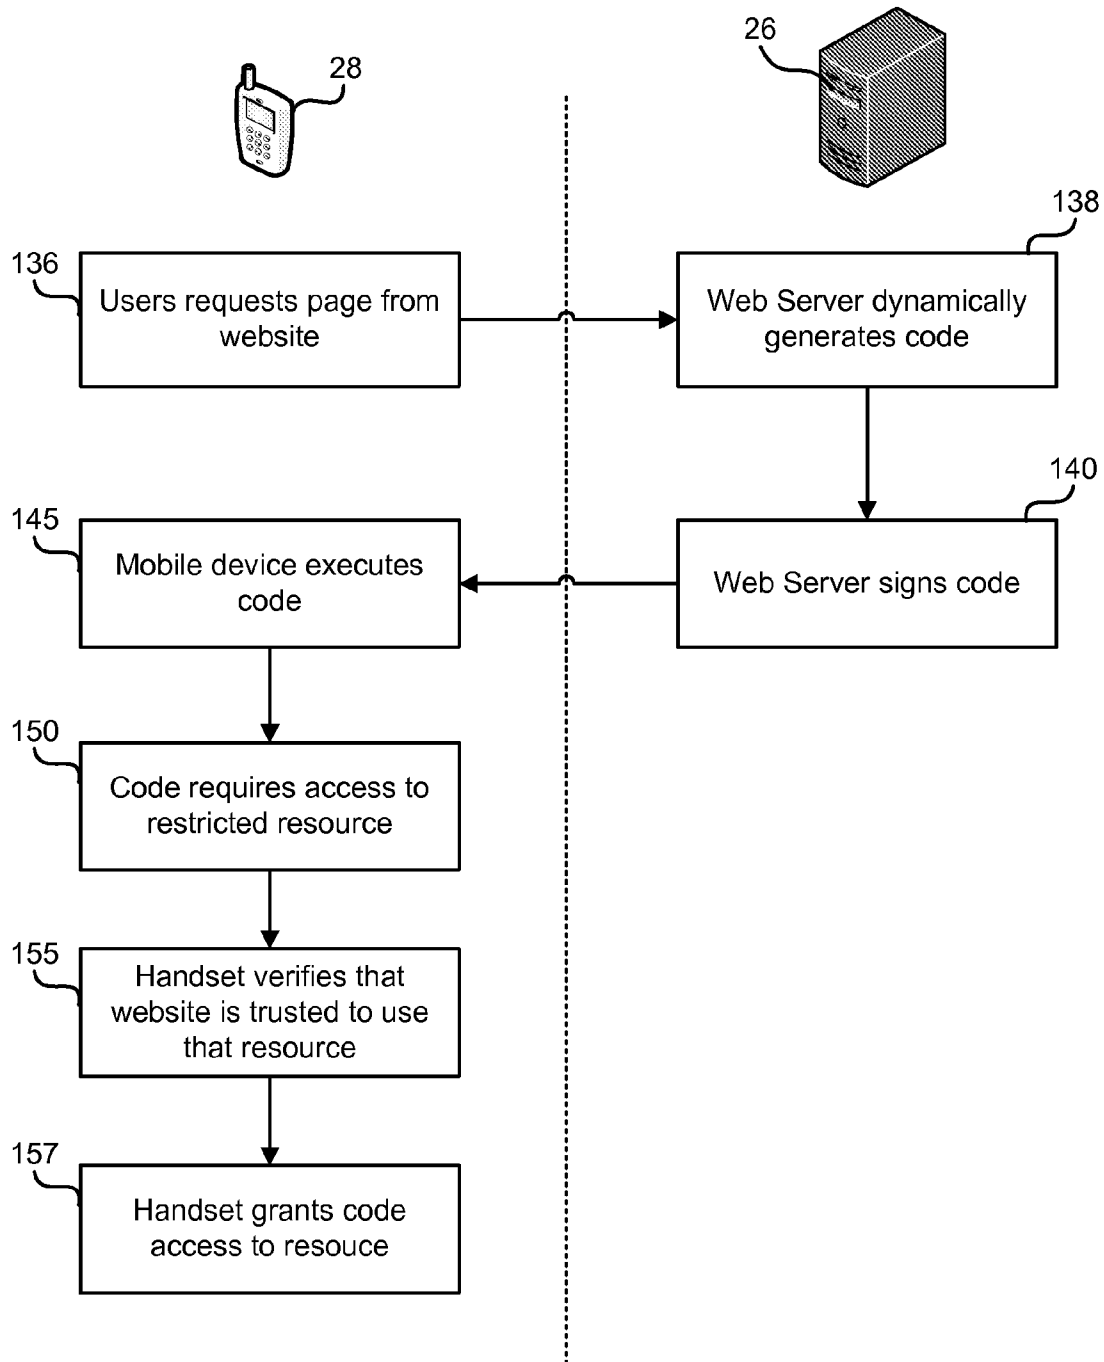 26
28
138
136
Users requests page from
website
Web Server dynamically
generates code
140
145
Mobile device executes
code
Web Server signs code
150
Code requires access to
restricted resource
155
Handset verifies that
website is trusted to use
that resource
157
Handset grants code
access to resouce